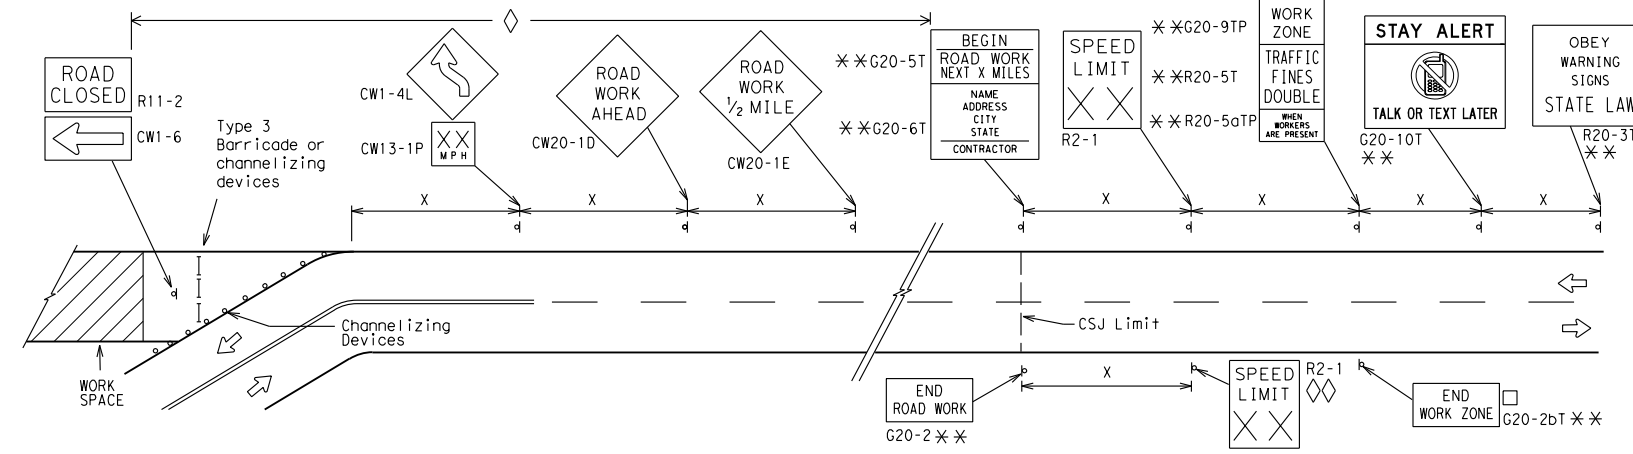 ROAD
CLOSED
R11-2
CW1-6
Type 3
Barricade or
channelizing
devices
CW1-4L
XX
MPH
CW13-1P
ROAD
WORK
AHEAD
CW20-1D
ROAD
WORK
1/2 MILE
CW20-1E
**G20-5T
**G20-6T
BEGIN
ROAD WORK
NEXT X MILES
NAME
ADDRESS
CITY
STATE
CONTRACTOR
SPEED
LIMIT
XX
R2-1
**G20-9TP
**R20-5T
**R20-5aTP
WORK
ZONE
TRAFFIC
FINES
DOUBLE
WHEN
WORKERS
ARE PRESENT
STAY ALERT
TALK OR TEXT LATER
G20-10T
**
OBEY
WARNING
SIGNS
STATE LAW
R20-3T
**
X
X
X
X
X
X
X
Channelizing
Devices
CSJ Limit
WORK
SPACE
END
ROAD WORK
G20-2**
X
SPEED
LIMIT
XX
R2-1
END
WORK ZONE
G20-2bT**